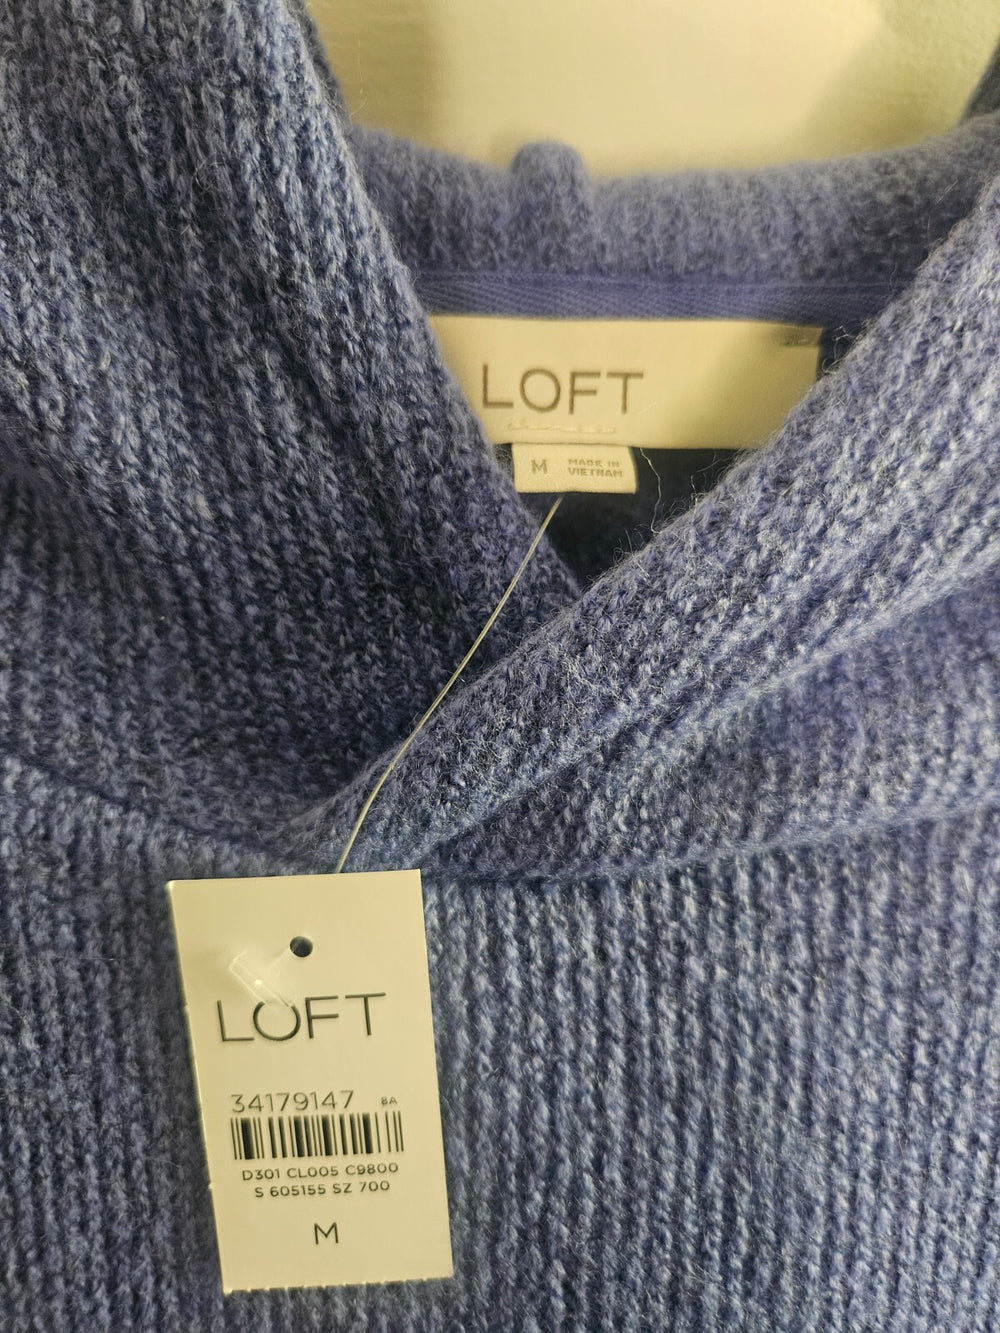 LOFT
M MADE IN
VIETNAM
LOFT
34179147 8A
D301 CL005 C9800
S 605155 SZ 700
M